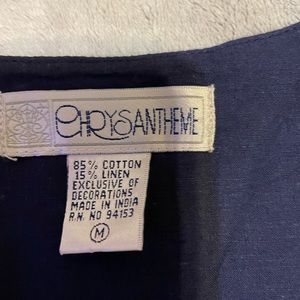 CHRYSANTHEME
85% COTTON
15% LINEN
EXCLUSIVE OF
DECORATIONS
MADE IN INDIA
R.N. NO 94153
M